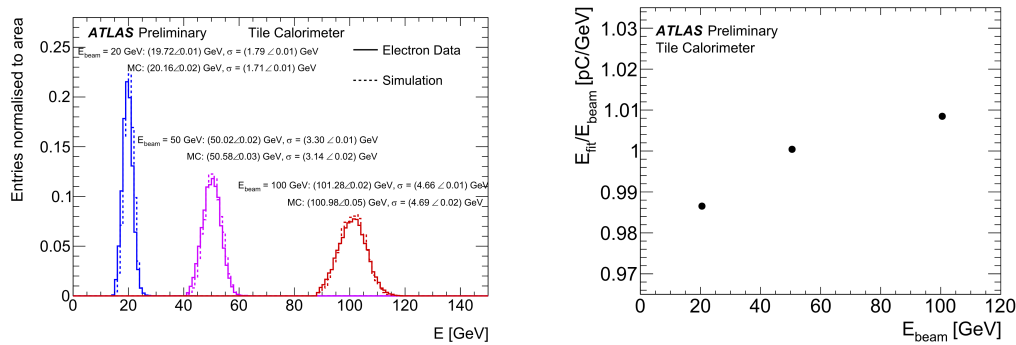 ATLAS Preliminary Tile Calorimeter
E_beam = 20 GeV: (19.72∠0.01) GeV, σ = (1.79 ∠ 0.01) GeV
MC: (20.16∠0.02) GeV, σ = (1.71 ∠ 0.01) GeV
Electron Data
Simulation
E_beam = 50 GeV: (50.02∠0.02) GeV, σ = (3.30 ∠ 0.01) GeV
MC: (50.58∠0.03) GeV, σ = (3.14 ∠ 0.02) GeV
E_beam = 100 GeV: (101.28∠0.02) GeV, σ = (4.66 ∠ 0.01) GeV
MC: (100.98∠0.05) GeV, σ = (4.69 ∠ 0.02) GeV
Entries normalised to area
0.25
0.2
0.15
0.1
0.05
0
0 20 40 60 80 100 120 140
E [GeV]
ATLAS Preliminary
Tile Calorimeter
E_fit/E_beam [pC/GeV]
1.03
1.02
1.01
1
0.99
0.98
0.97
0 20 40 60 80 100 120
E_beam [GeV]